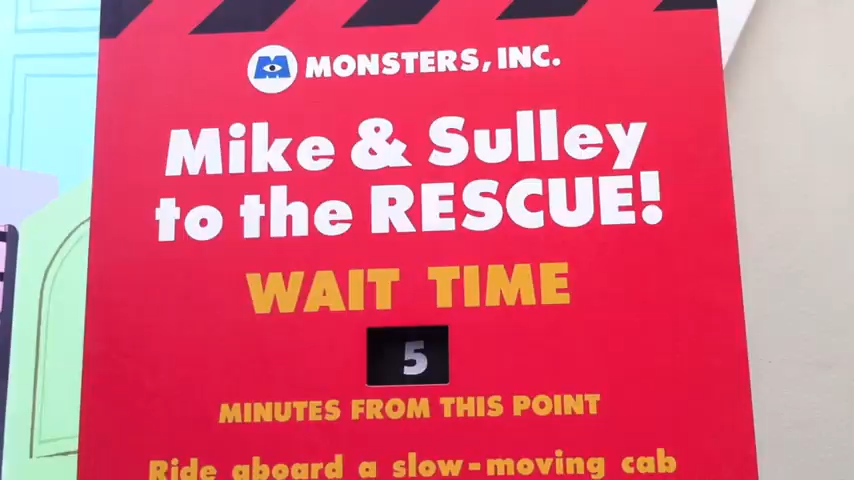 MONSTERS, INC.
Mike & Sulley
to the RESCUE!
WAIT TIME
5
MINUTES FROM THIS POINT
Ride aboard a slow-moving cab